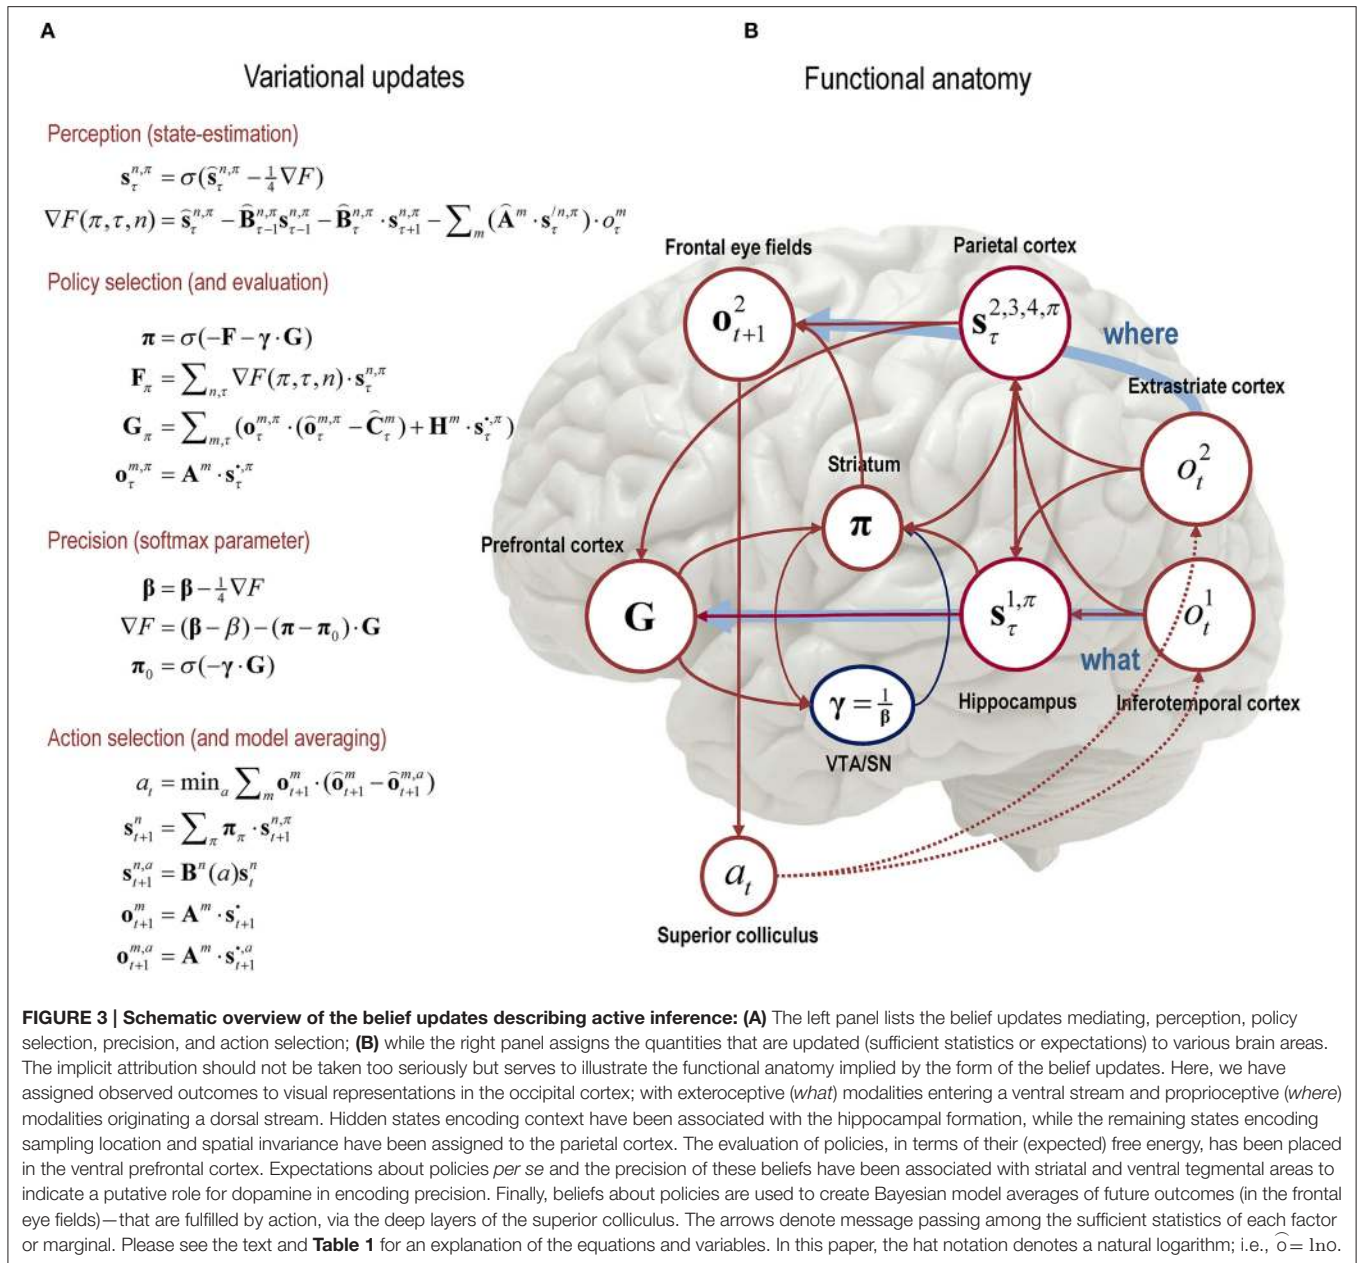 A
Variational updates
Perception (state-estimation)
s_τ^{n,π} = σ(ŝ_τ^{n,π} − ¼∇F)
∇F(π,τ,n) = ŝ_τ^{n,π} − B̂_{τ−1}^{n,π} s_{τ−1}^{n,π} − B̂_τ^{n,π} · s_{τ+1}^{n,π} − ∑_m (Â^m · s_τ^{/n,π}) · o_τ^m
Policy selection (and evaluation)
π = σ(−F − γ · G)
F_π = ∑_{n,τ} ∇F(π,τ,n) · s_τ^{n,π}
G_π = ∑_{m,τ} (o_τ^{m,π} · (ô_τ^{m,π} − Ĉ_τ^m) + H^m · s_τ^{•,π})
o_τ^{m,π} = A^m · s_τ^{•,π}
Precision (softmax parameter)
β = β − ¼∇F
∇F = (β − β) − (π − π_0) · G
π_0 = σ(−γ · G)
Action selection (and model averaging)
a_t = min_a ∑_m o_{t+1}^m · (ô_{t+1}^m − ô_{t+1}^{m,a})
s_{t+1}^n = ∑_π π_π · s_{t+1}^{n,π}
s_{t+1}^{n,a} = B^n(a)s_t^n
o_{t+1}^m = A^m · s_{t+1}^•
o_{t+1}^{m,a} = A^m · s_{t+1}^{•,a}
B
Functional anatomy
Frontal eye fields
o_{t+1}^2
Parietal cortex
s_τ^{2,3,4,π}
where
Extrastriate cortex
o_t^2
Striatum
π
Prefrontal cortex
G
s_τ^{1,π}
Hippocampus
what
o_t^1
Inferotemporal cortex
γ = 1/β
VTA/SN
a_t
Superior colliculus
FIGURE 3 | Schematic overview of the belief updates describing active inference: (A) The left panel lists the belief updates mediating, perception, policy
selection, precision, and action selection; (B) while the right panel assigns the quantities that are updated (sufficient statistics or expectations) to various brain areas.
The implicit attribution should not be taken too seriously but serves to illustrate the functional anatomy implied by the form of the belief updates. Here, we have
assigned observed outcomes to visual representations in the occipital cortex; with exteroceptive (what) modalities entering a ventral stream and proprioceptive (where)
modalities originating a dorsal stream. Hidden states encoding context have been associated with the hippocampal formation, while the remaining states encoding
sampling location and spatial invariance have been assigned to the parietal cortex. The evaluation of policies, in terms of their (expected) free energy, has been placed
in the ventral prefrontal cortex. Expectations about policies per se and the precision of these beliefs have been associated with striatal and ventral tegmental areas to
indicate a putative role for dopamine in encoding precision. Finally, beliefs about policies are used to create Bayesian model averages of future outcomes (in the frontal
eye fields)—that are fulfilled by action, via the deep layers of the superior colliculus. The arrows denote message passing among the sufficient statistics of each factor
or marginal. Please see the text and Table 1 for an explanation of the equations and variables. In this paper, the hat notation denotes a natural logarithm; i.e., ô = lno.